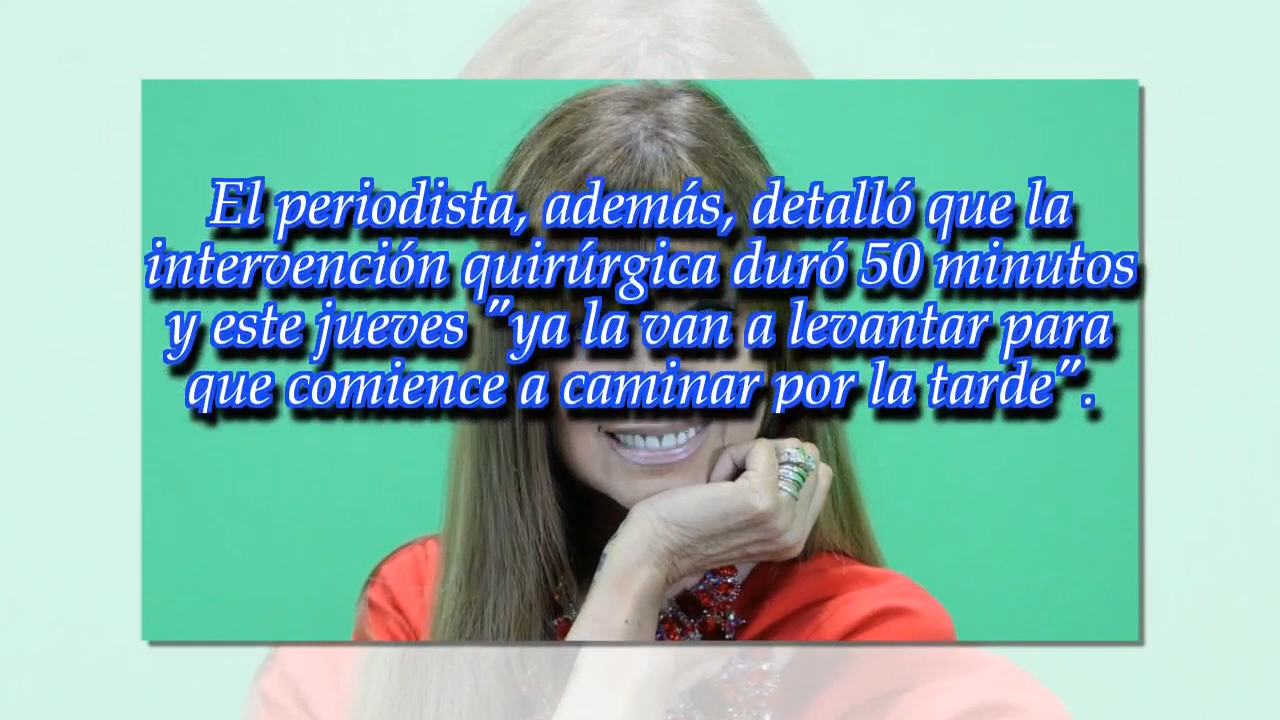 El periodista, además, detalló que la
intervención quirúrgica duró 50 minutos
y este jueves "ya la van a levantar para
que comience a caminar por la tarde".